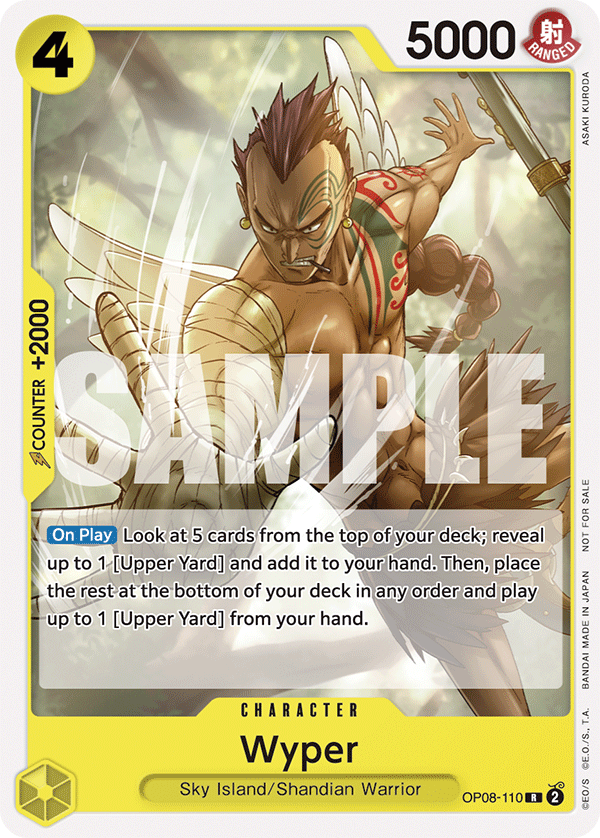 4
5000
射
RANGED
ASAKI KURODA
COUNTER +2000
SAMPLE
On Play Look at 5 cards from the top of your deck; reveal
up to 1 [Upper Yard] and add it to your hand. Then, place
the rest at the bottom of your deck in any order and play
up to 1 [Upper Yard] from your hand.
CHARACTER
Wyper
Sky Island/Shandian Warrior
OP08-110 R 2
©EO/S ©E.O./S., T.A. BANDAI MADE IN JAPAN NOT FOR SALE